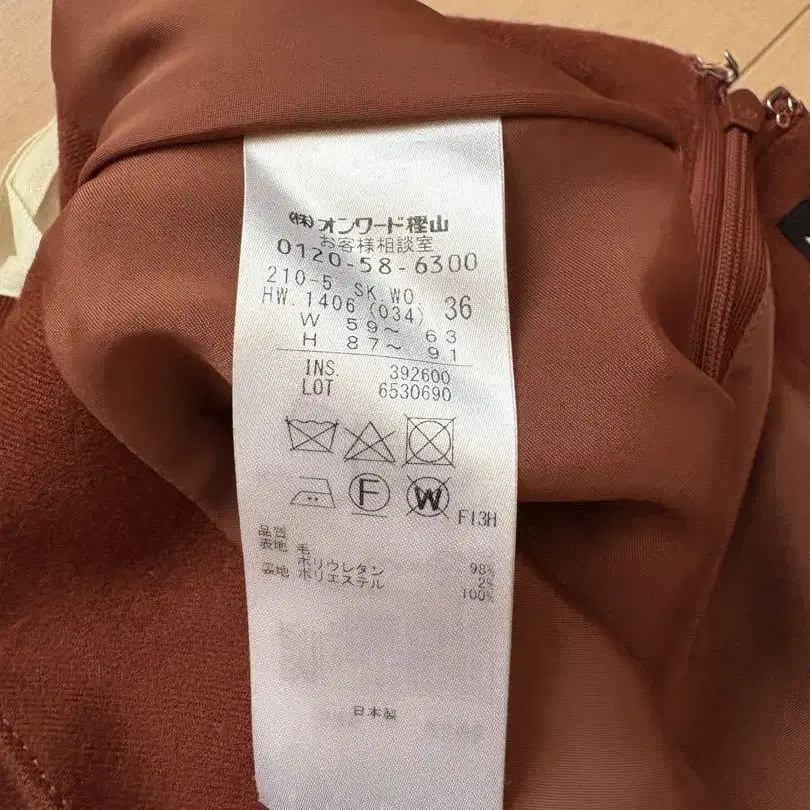 ㈱オンワード樫山
お客様相談室
0120-58-6300
210-5 SK.WO.
HW.1406 (034) 36
W 59～ 63
H 87～ 91
INS. 392600
LOT 6530690
F
W
F13H
品質
表地 毛 98%
ポリウレタン 2%
裏地 ポリエステル 100%
日本製